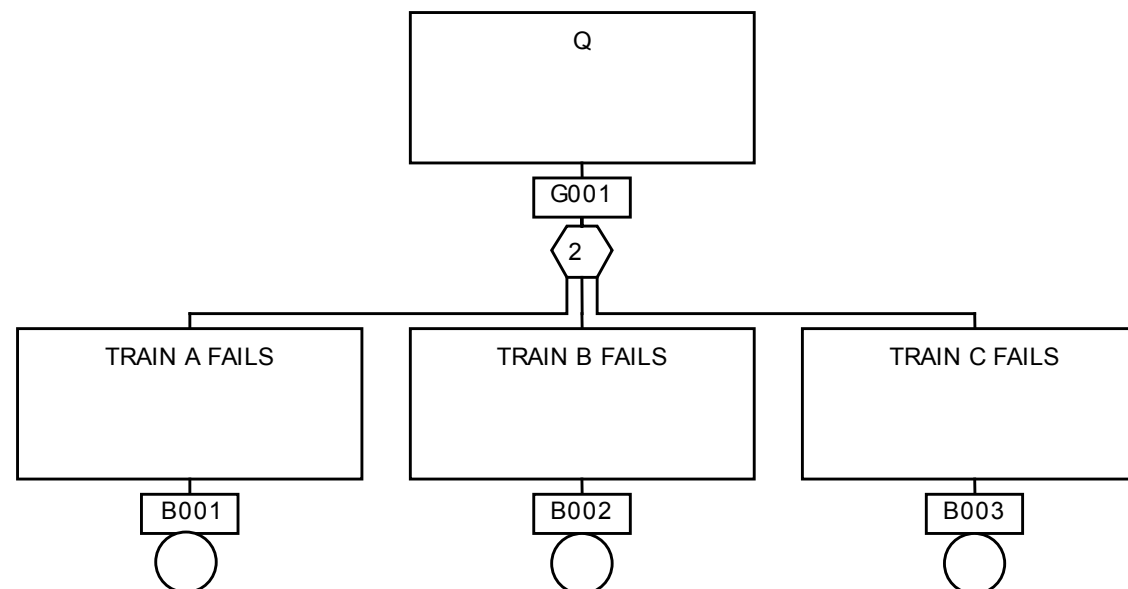 Q
G001
2
TRAIN A FAILS
TRAIN B FAILS
TRAIN C FAILS
B001
B002
B003